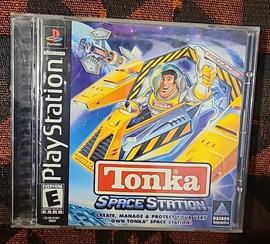 PlayStation
Tonka
SPACE STATION
CREATE, MANAGE & PROTECT YOUR VERY
OWN TONKA SPACE STATION!
EVERYONE
E
Hasbro
Interactive